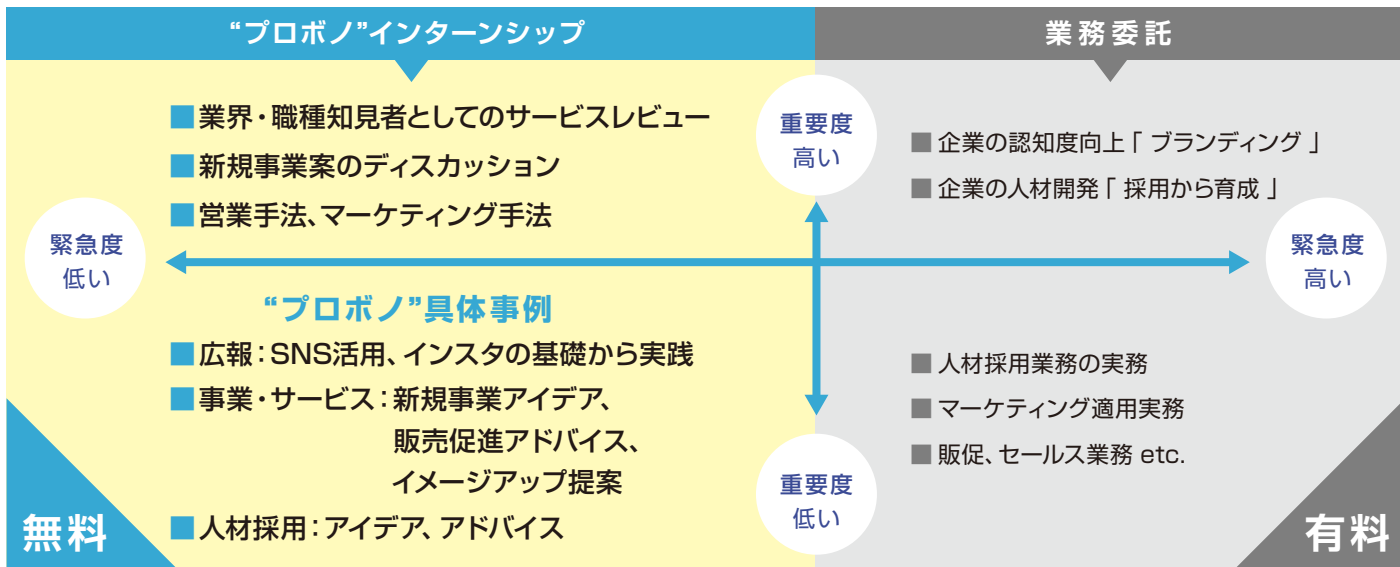 “プロボノ”インターンシップ
業務委託
■業界・職種知見者としてのサービスレビュー
■新規事業案のディスカッション
■営業手法、マーケティング手法
重要度
高い
■企業の認知度向上「 ブランディング 」
■企業の人材開発「 採用から育成 」
緊急度
低い
緊急度
高い
“プロボノ”具体事例
■広報：SNS活用、インスタの基礎から実践
■事業・サービス：新規事業アイデア、
販売促進アドバイス、
イメージアップ提案
■人材採用：アイデア、アドバイス
■人材採用業務の実務
■マーケティング適用実務
■販促、セールス業務 etc.
重要度
低い
無料
有料